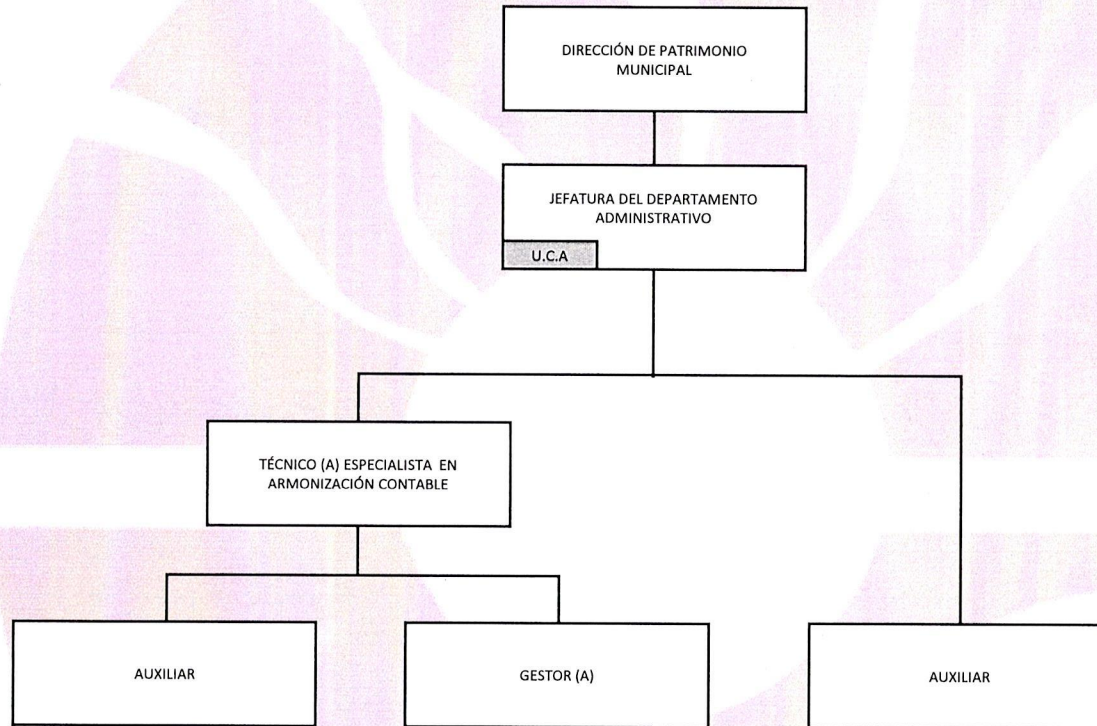 DIRECCIÓN DE PATRIMONIO
MUNICIPAL
JEFATURA DEL DEPARTAMENTO
ADMINISTRATIVO
U.C.A
TÉCNICO (A) ESPECIALISTA EN
ARMONIZACIÓN CONTABLE
AUXILIAR
GESTOR (A)
AUXILIAR